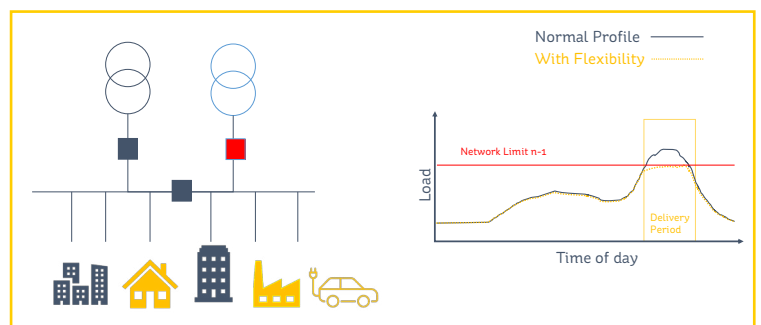 Normal Profile
With Flexibility
Network Limit n-1
Load
Delivery
Period
Time of day